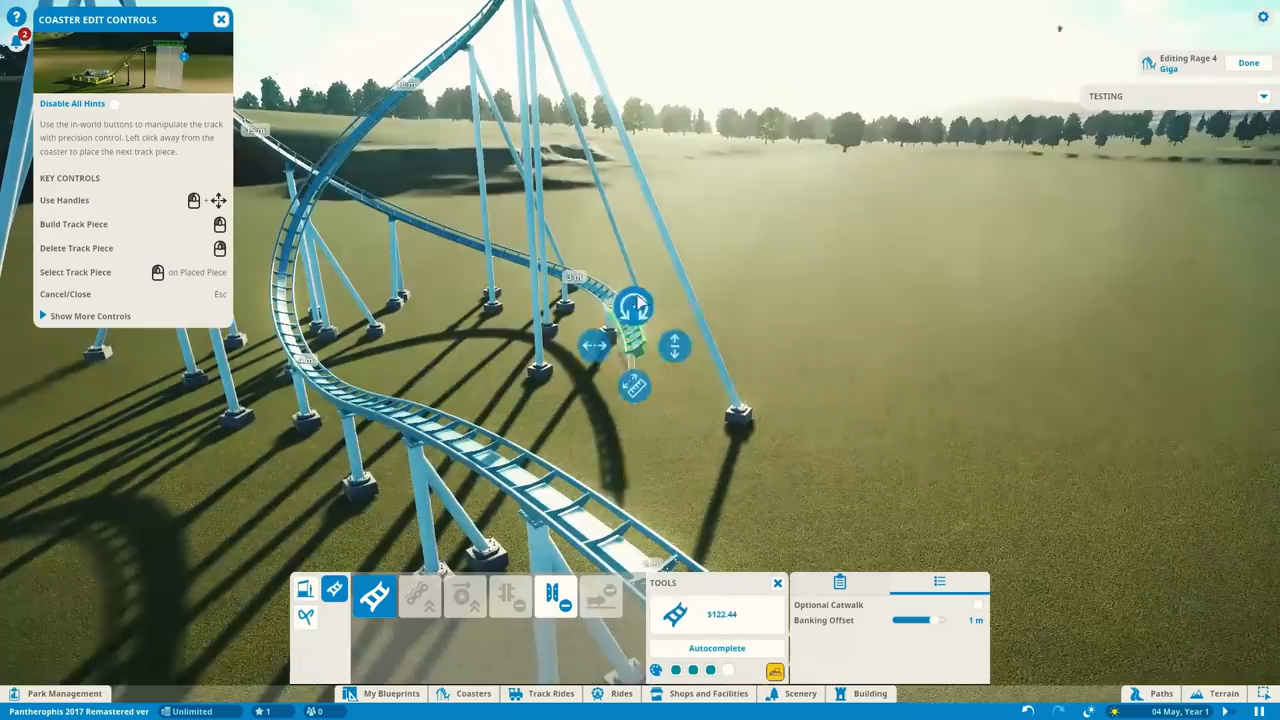 COASTER EDIT CONTROLS
2
Disable All Hints
Use the in-world buttons to manipulate the track
with precision control. Left click away from the
coaster to place the next track piece.
KEY CONTROLS
Use Handles
+
Build Track Piece
Delete Track Piece
Select Track Piece
on Placed Piece
Cancel/Close
Esc
Show More Controls
Editing Rage 4
Giga
Done
TESTING
3 m
TOOLS
$122.44
Autocomplete
Optional Catwalk
Banking Offset
1 m
Park Management
My Blueprints
Coasters
Track Rides
Rides
Shops and Facilities
Scenery
Building
Paths
Terrain
Pantherophis 2017 Remastered ver
Unlimited
1
0
04 May, Year 1